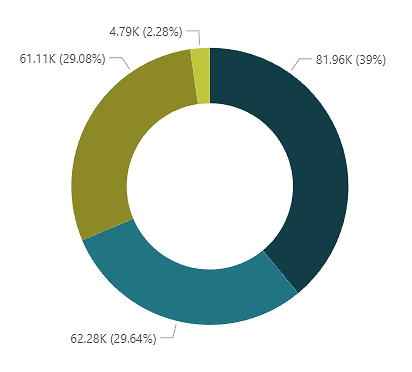 4.79K (2.28%)
61.11K (29.08%)
81.96K (39%)
62.28K (29.64%)